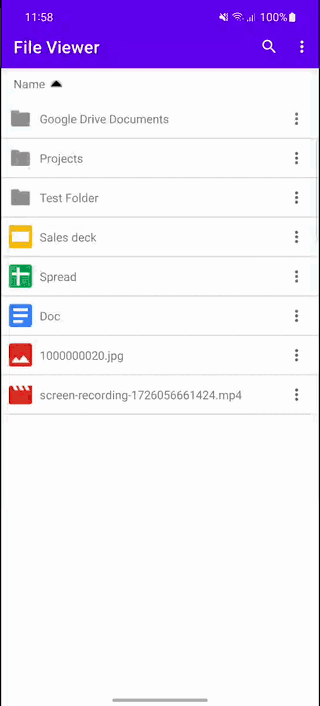 11:58
100%
File Viewer
Name
Google Drive Documents
Projects
Test Folder
Sales deck
Spread
Doc
1000000020.jpg
screen-recording-1726056661424.mp4